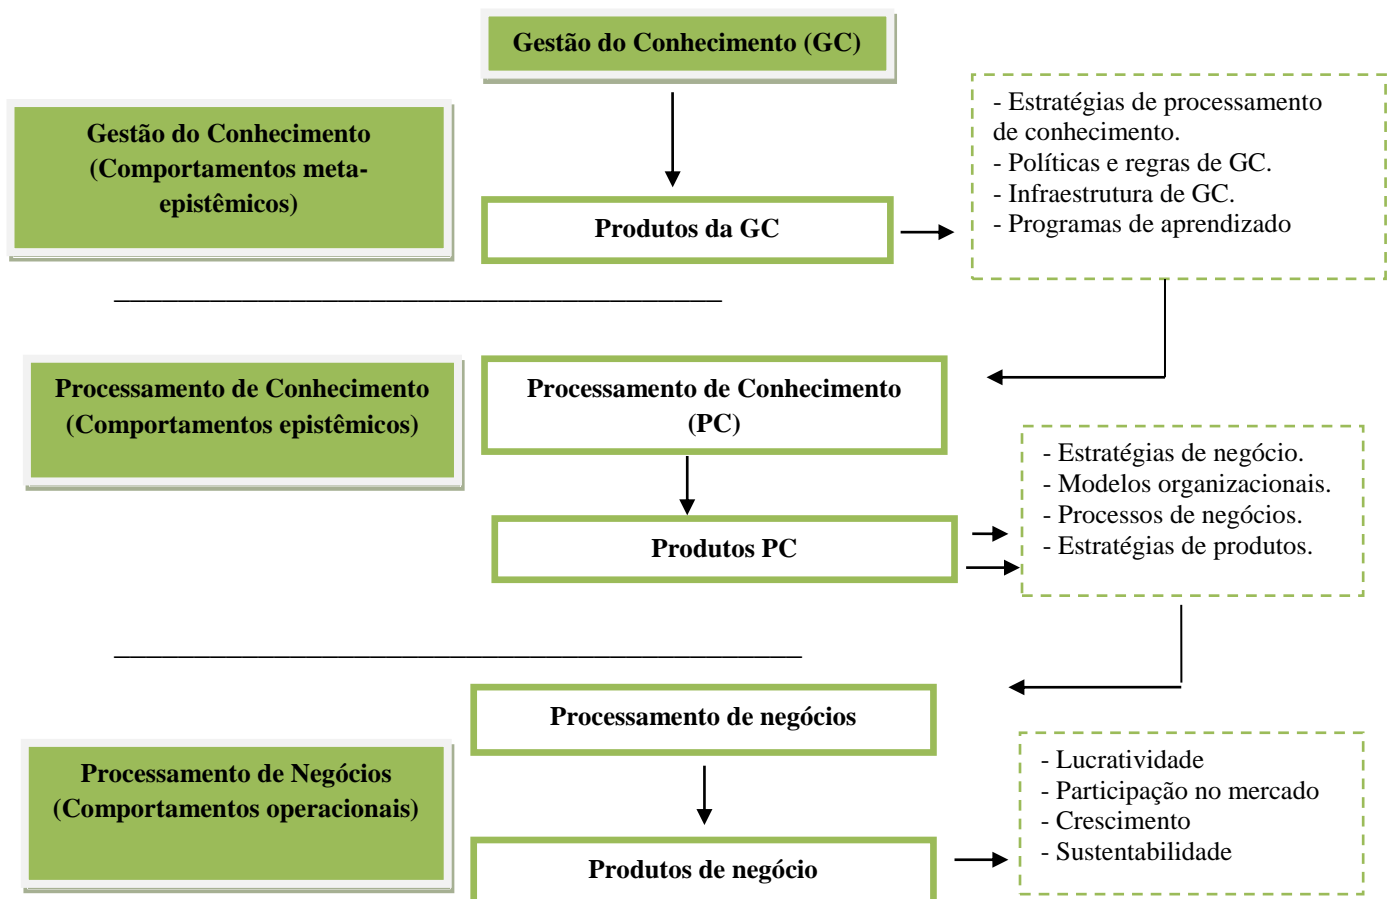 Gestão do Conhecimento (GC)
Gestão do Conhecimento
(Comportamentos meta-
epistêmicos)
- Estratégias de processamento
de conhecimento.
- Políticas e regras de GC.
- Infraestrutura de GC.
- Programas de aprendizado
Produtos da GC
Processamento de Conhecimento
(Comportamentos epistêmicos)
Processamento de Conhecimento
(PC)
- Estratégias de negócio.
- Modelos organizacionais.
- Processos de negócios.
- Estratégias de produtos.
Produtos PC
Processamento de negócios
Processamento de Negócios
(Comportamentos operacionais)
- Lucratividade
- Participação no mercado
- Crescimento
- Sustentabilidade
Produtos de negócio